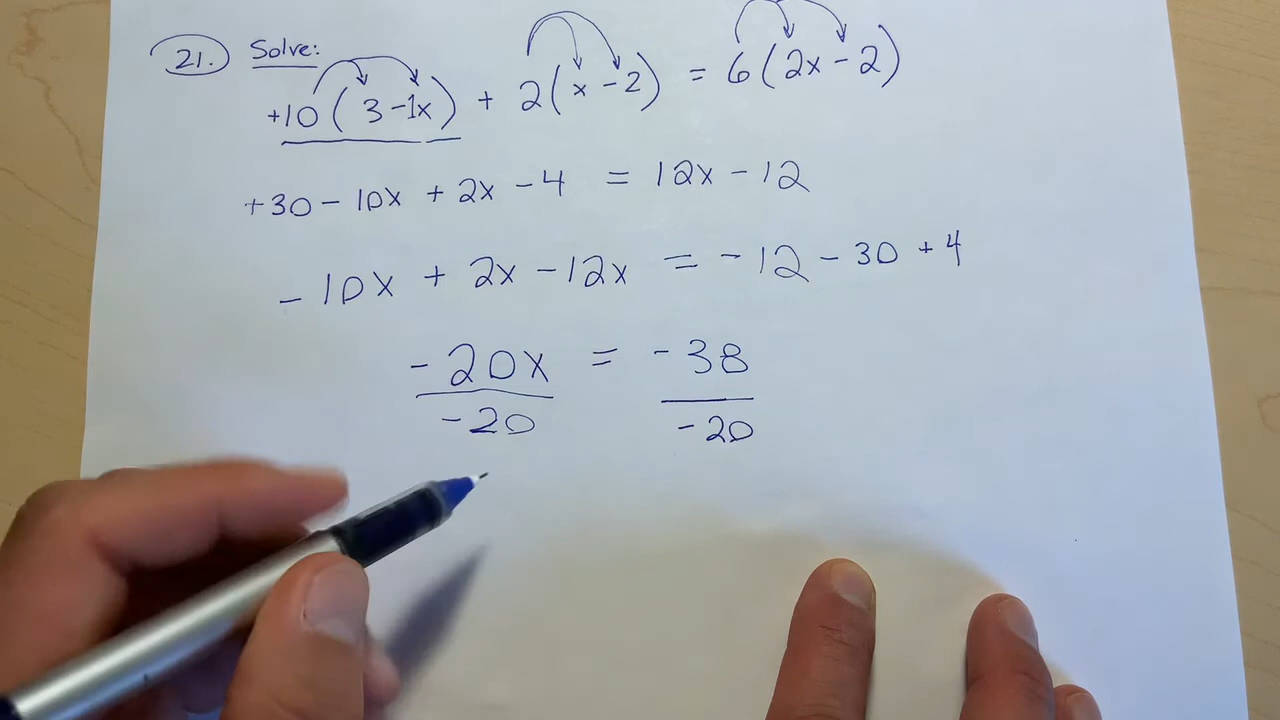 21. Solve:
+10 ( 3 - 1x ) + 2 ( x - 2 ) = 6 ( 2x - 2 )
+30 - 10x + 2x - 4 = 12x - 12
- 10x + 2x - 12x = - 12 - 30 + 4
- 20x = - 38
- 20 - 20